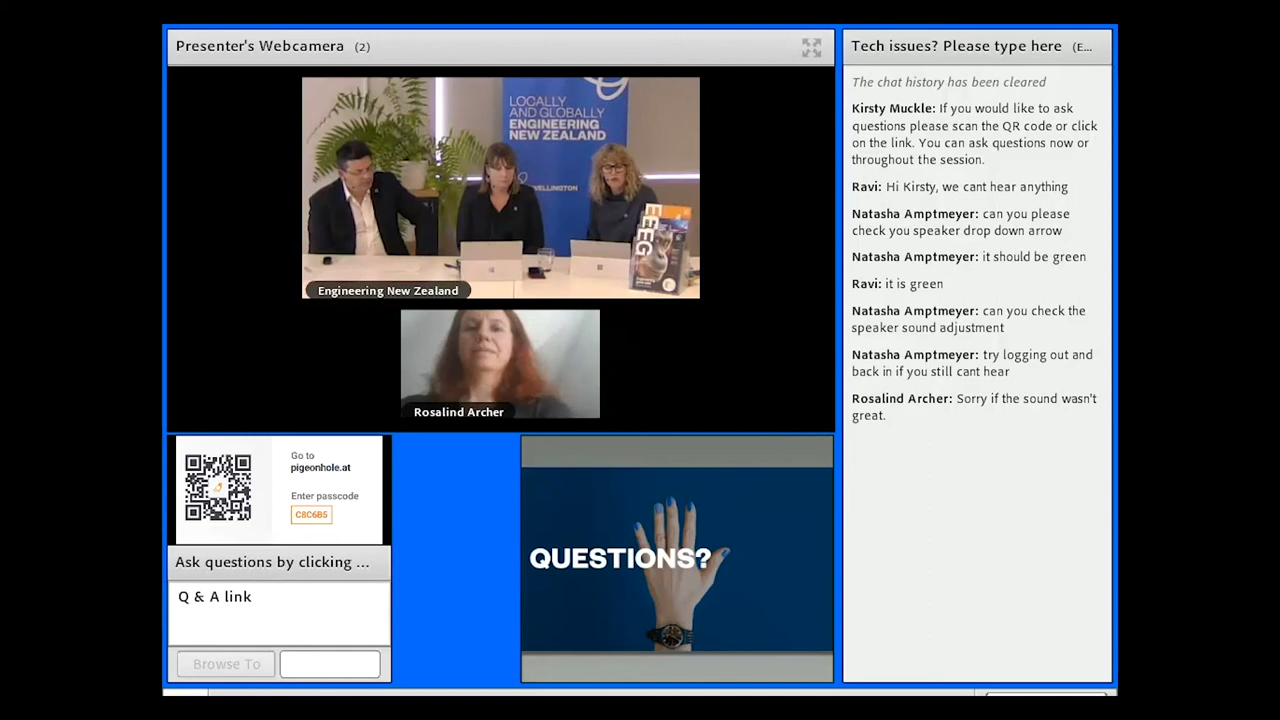 Presenter's Webcamera (2)
LOCALLY
AND GLOBALLY
ENGINEERING
NEW ZEALAND
WELLINGTON
EEEG
Engineering New Zealand
Rosalind Archer
Go to
pigeonhole.at
Enter passcode
C8C6B5
Ask questions by clicking ...
Q & A link
Browse To
QUESTIONS?
Tech issues? Please type here (E...
The chat history has been cleared
Kirsty Muckle: If you would like to ask
questions please scan the QR code or click
on the link. You can ask questions now or
throughout the session.
Ravi: Hi Kirsty, we cant hear anything
Natasha Amptmeyer: can you please
check you speaker drop down arrow
Natasha Amptmeyer: it should be green
Ravi: it is green
Natasha Amptmeyer: can you check the
speaker sound adjustment
Natasha Amptmeyer: try logging out and
back in if you still cant hear
Rosalind Archer: Sorry if the sound wasn't
great.